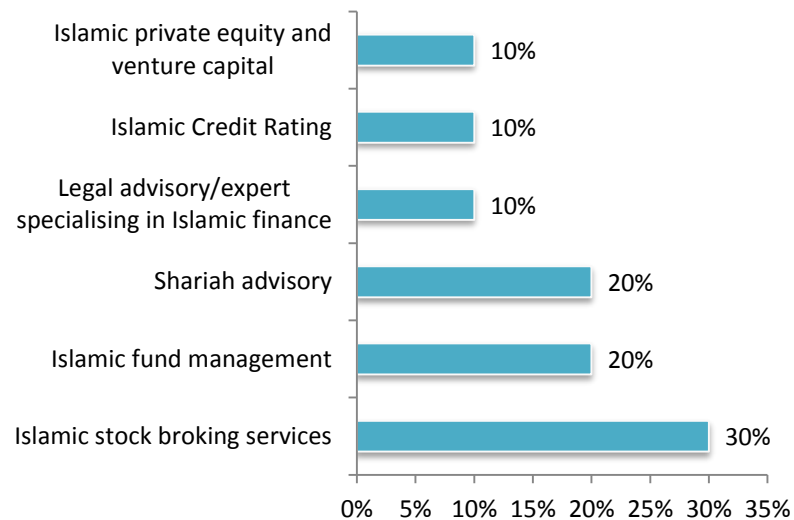 Islamic private equity and
venture capital
10%
Islamic Credit Rating
10%
Legal advisory/expert
specialising in Islamic finance
10%
Shariah advisory
20%
Islamic fund management
20%
Islamic stock broking services
30%
0% 5% 10% 15% 20% 25% 30% 35%